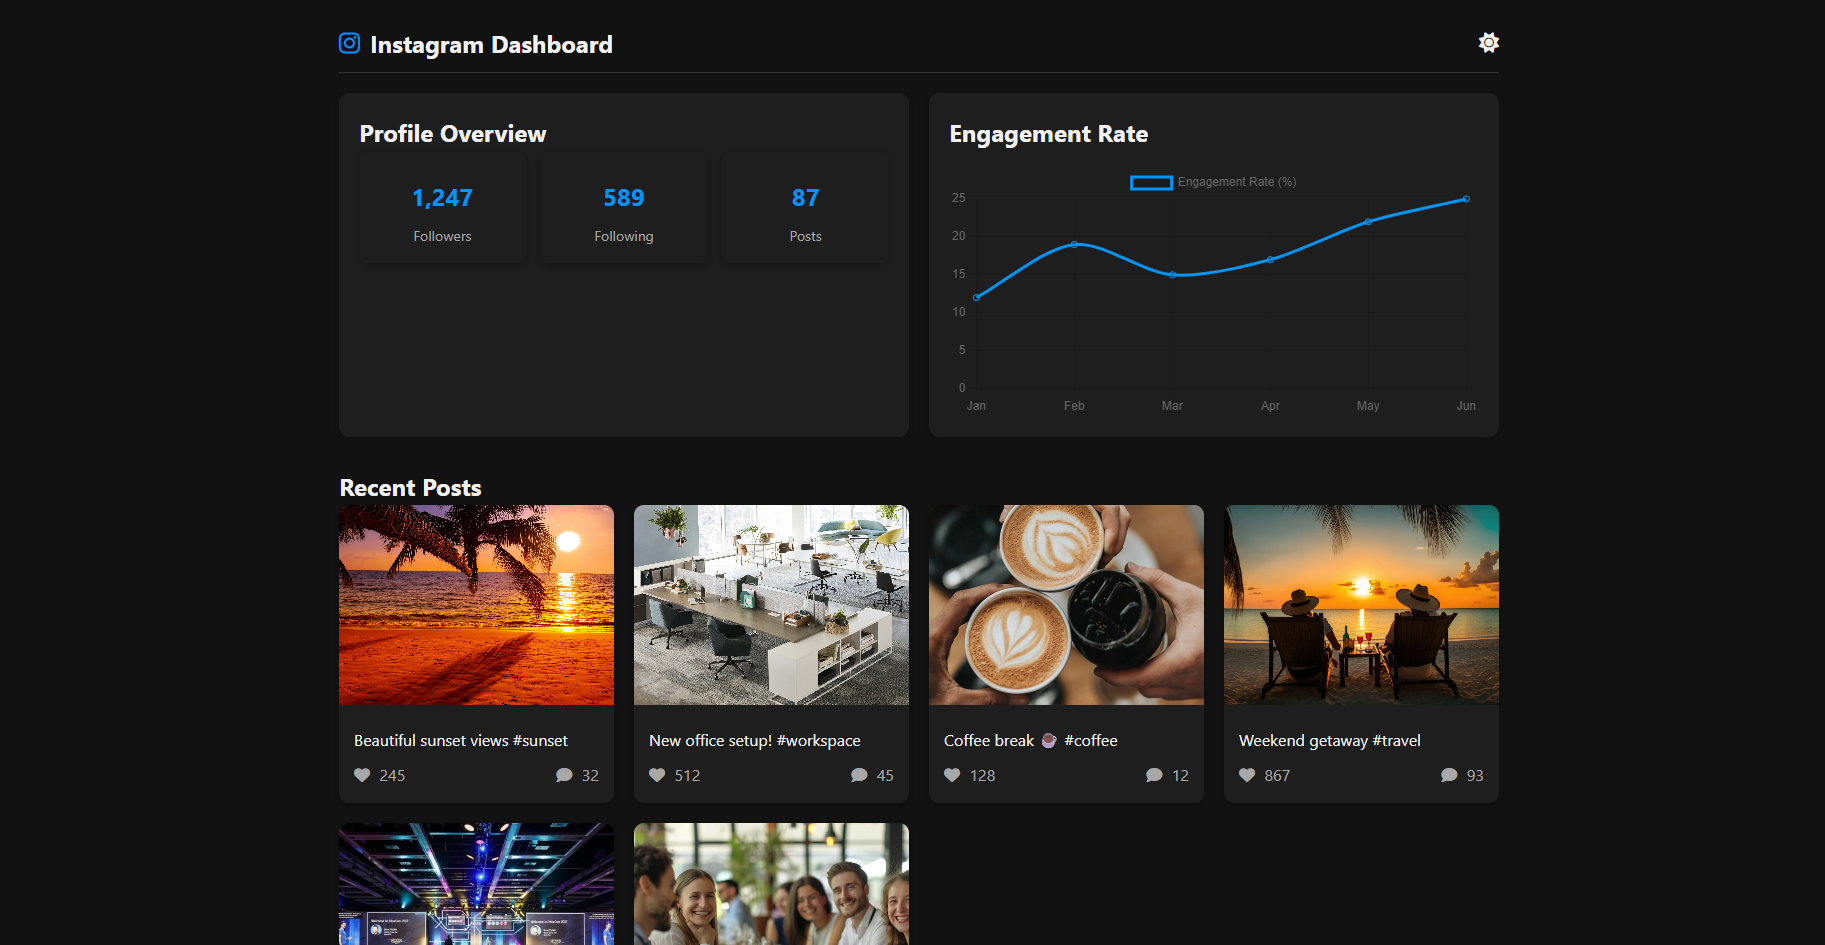 Instagram Dashboard
Profile Overview
1,247
Followers
589
Following
87
Posts
Engagement Rate
Engagement Rate (%)
25
20
15
10
5
0
Jan Feb Mar Apr May Jun
Recent Posts
Beautiful sunset views #sunset
245 32
New office setup! #workspace
512 45
Coffee break ☕ #coffee
128 12
Weekend getaway #travel
867 93